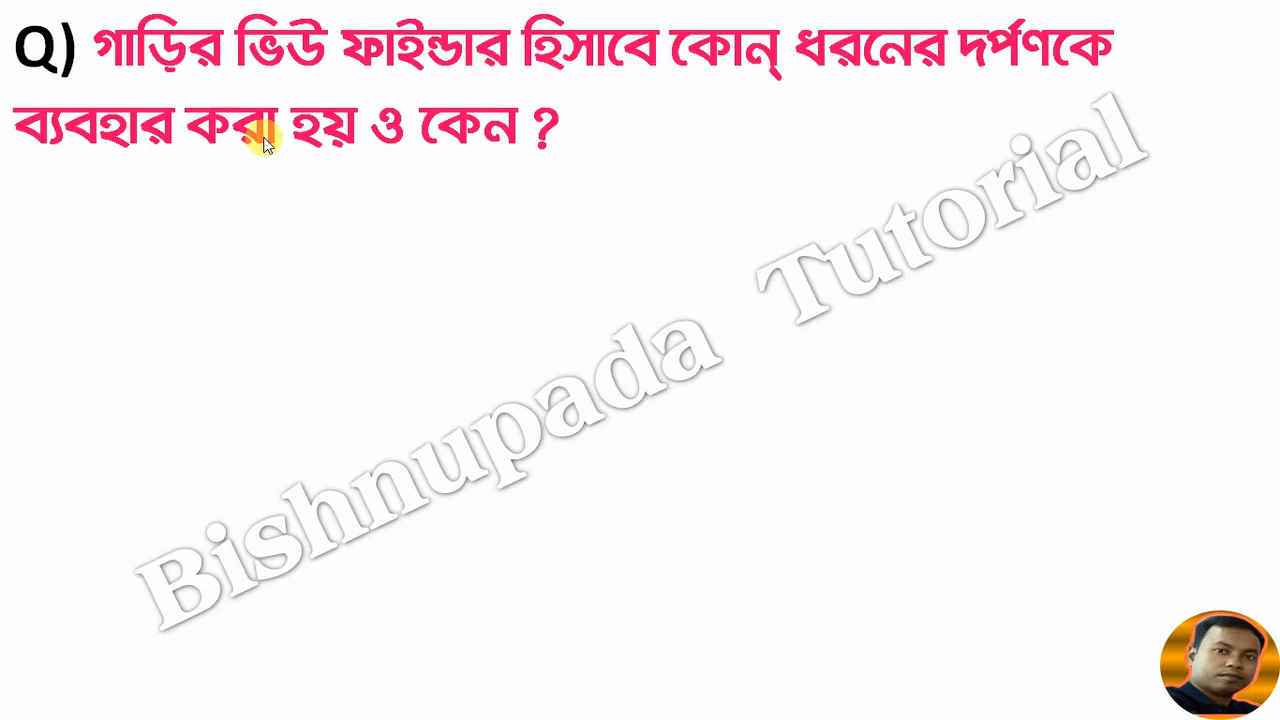 Q) গাড়ির ভিউ ফাইন্ডার হিসাবে কোন্ ধরনের দর্পণকে
ব্যবহার করা হয় ও কেন ?
Bishnupada Tutorial